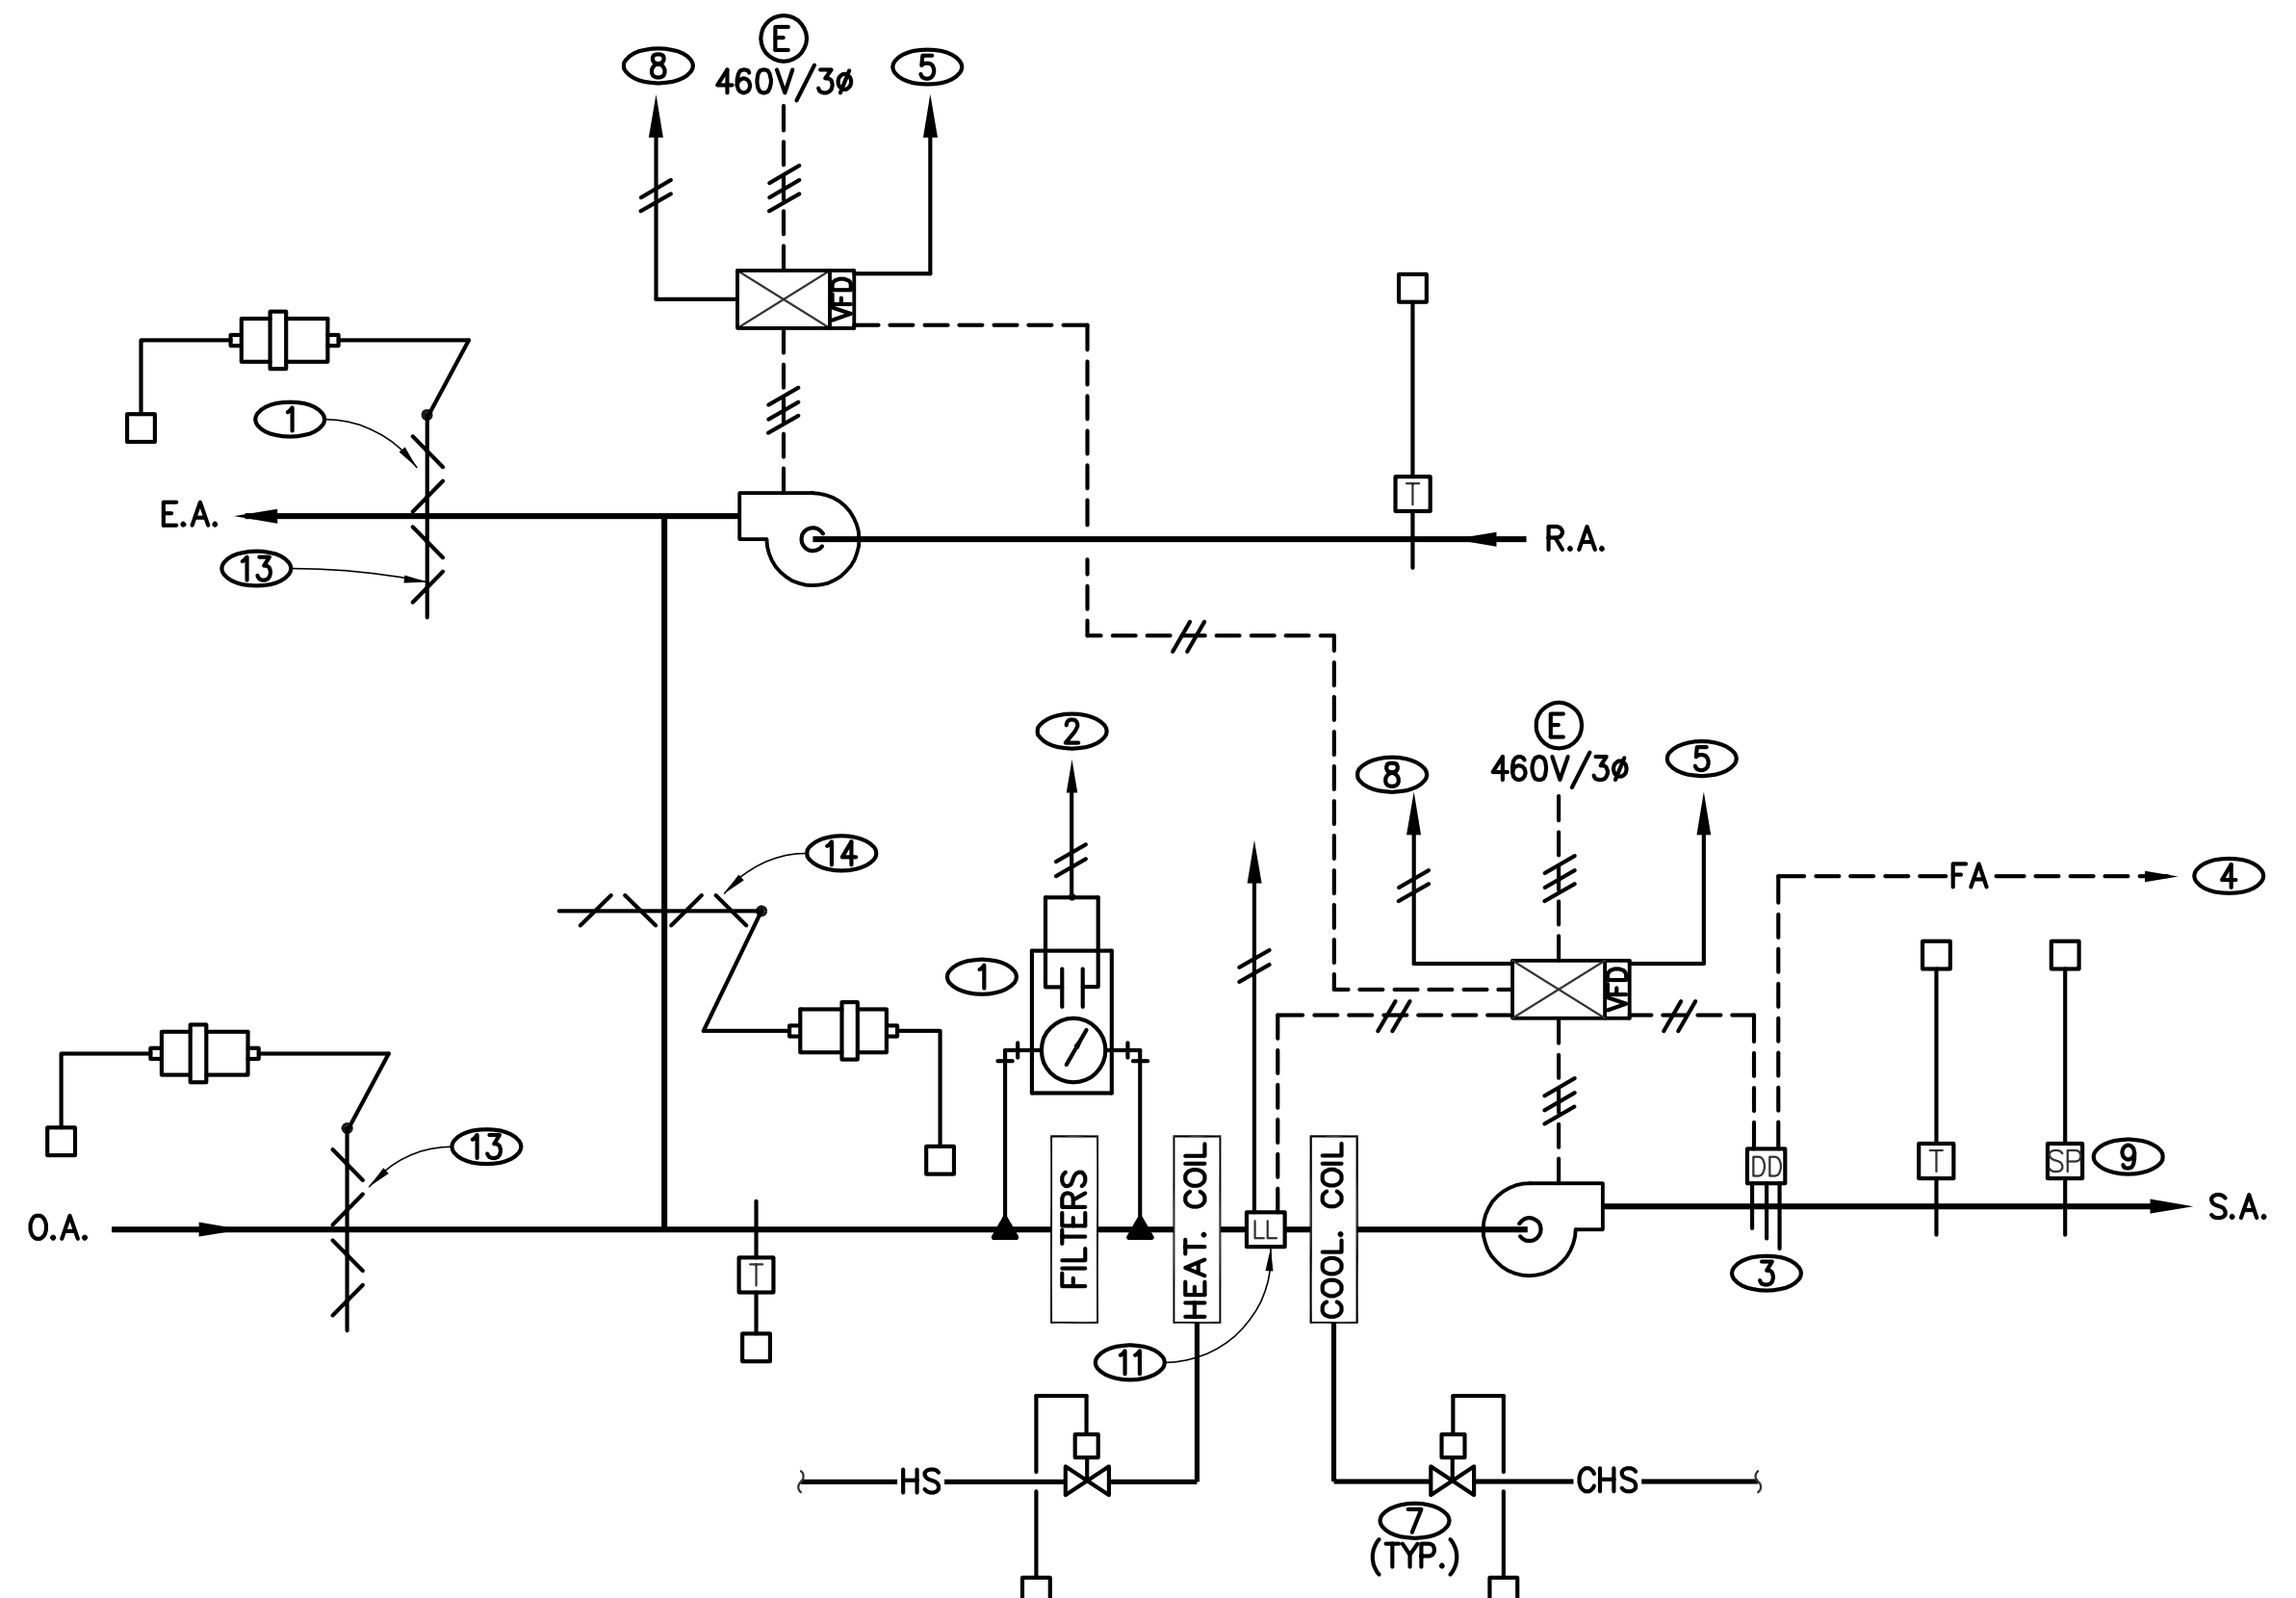 E
8
460V/3ø
5
VFD
1
T
E.A.
R.A.
13
2
E
8
460V/3ø
5
14
FA
4
1
VFD
13
T
SP
9
DD
O.A.
FILTERS
HEAT. COIL
LL
COOL. COIL
S.A.
T
3
11
HS
CHS
7
(TYP.)